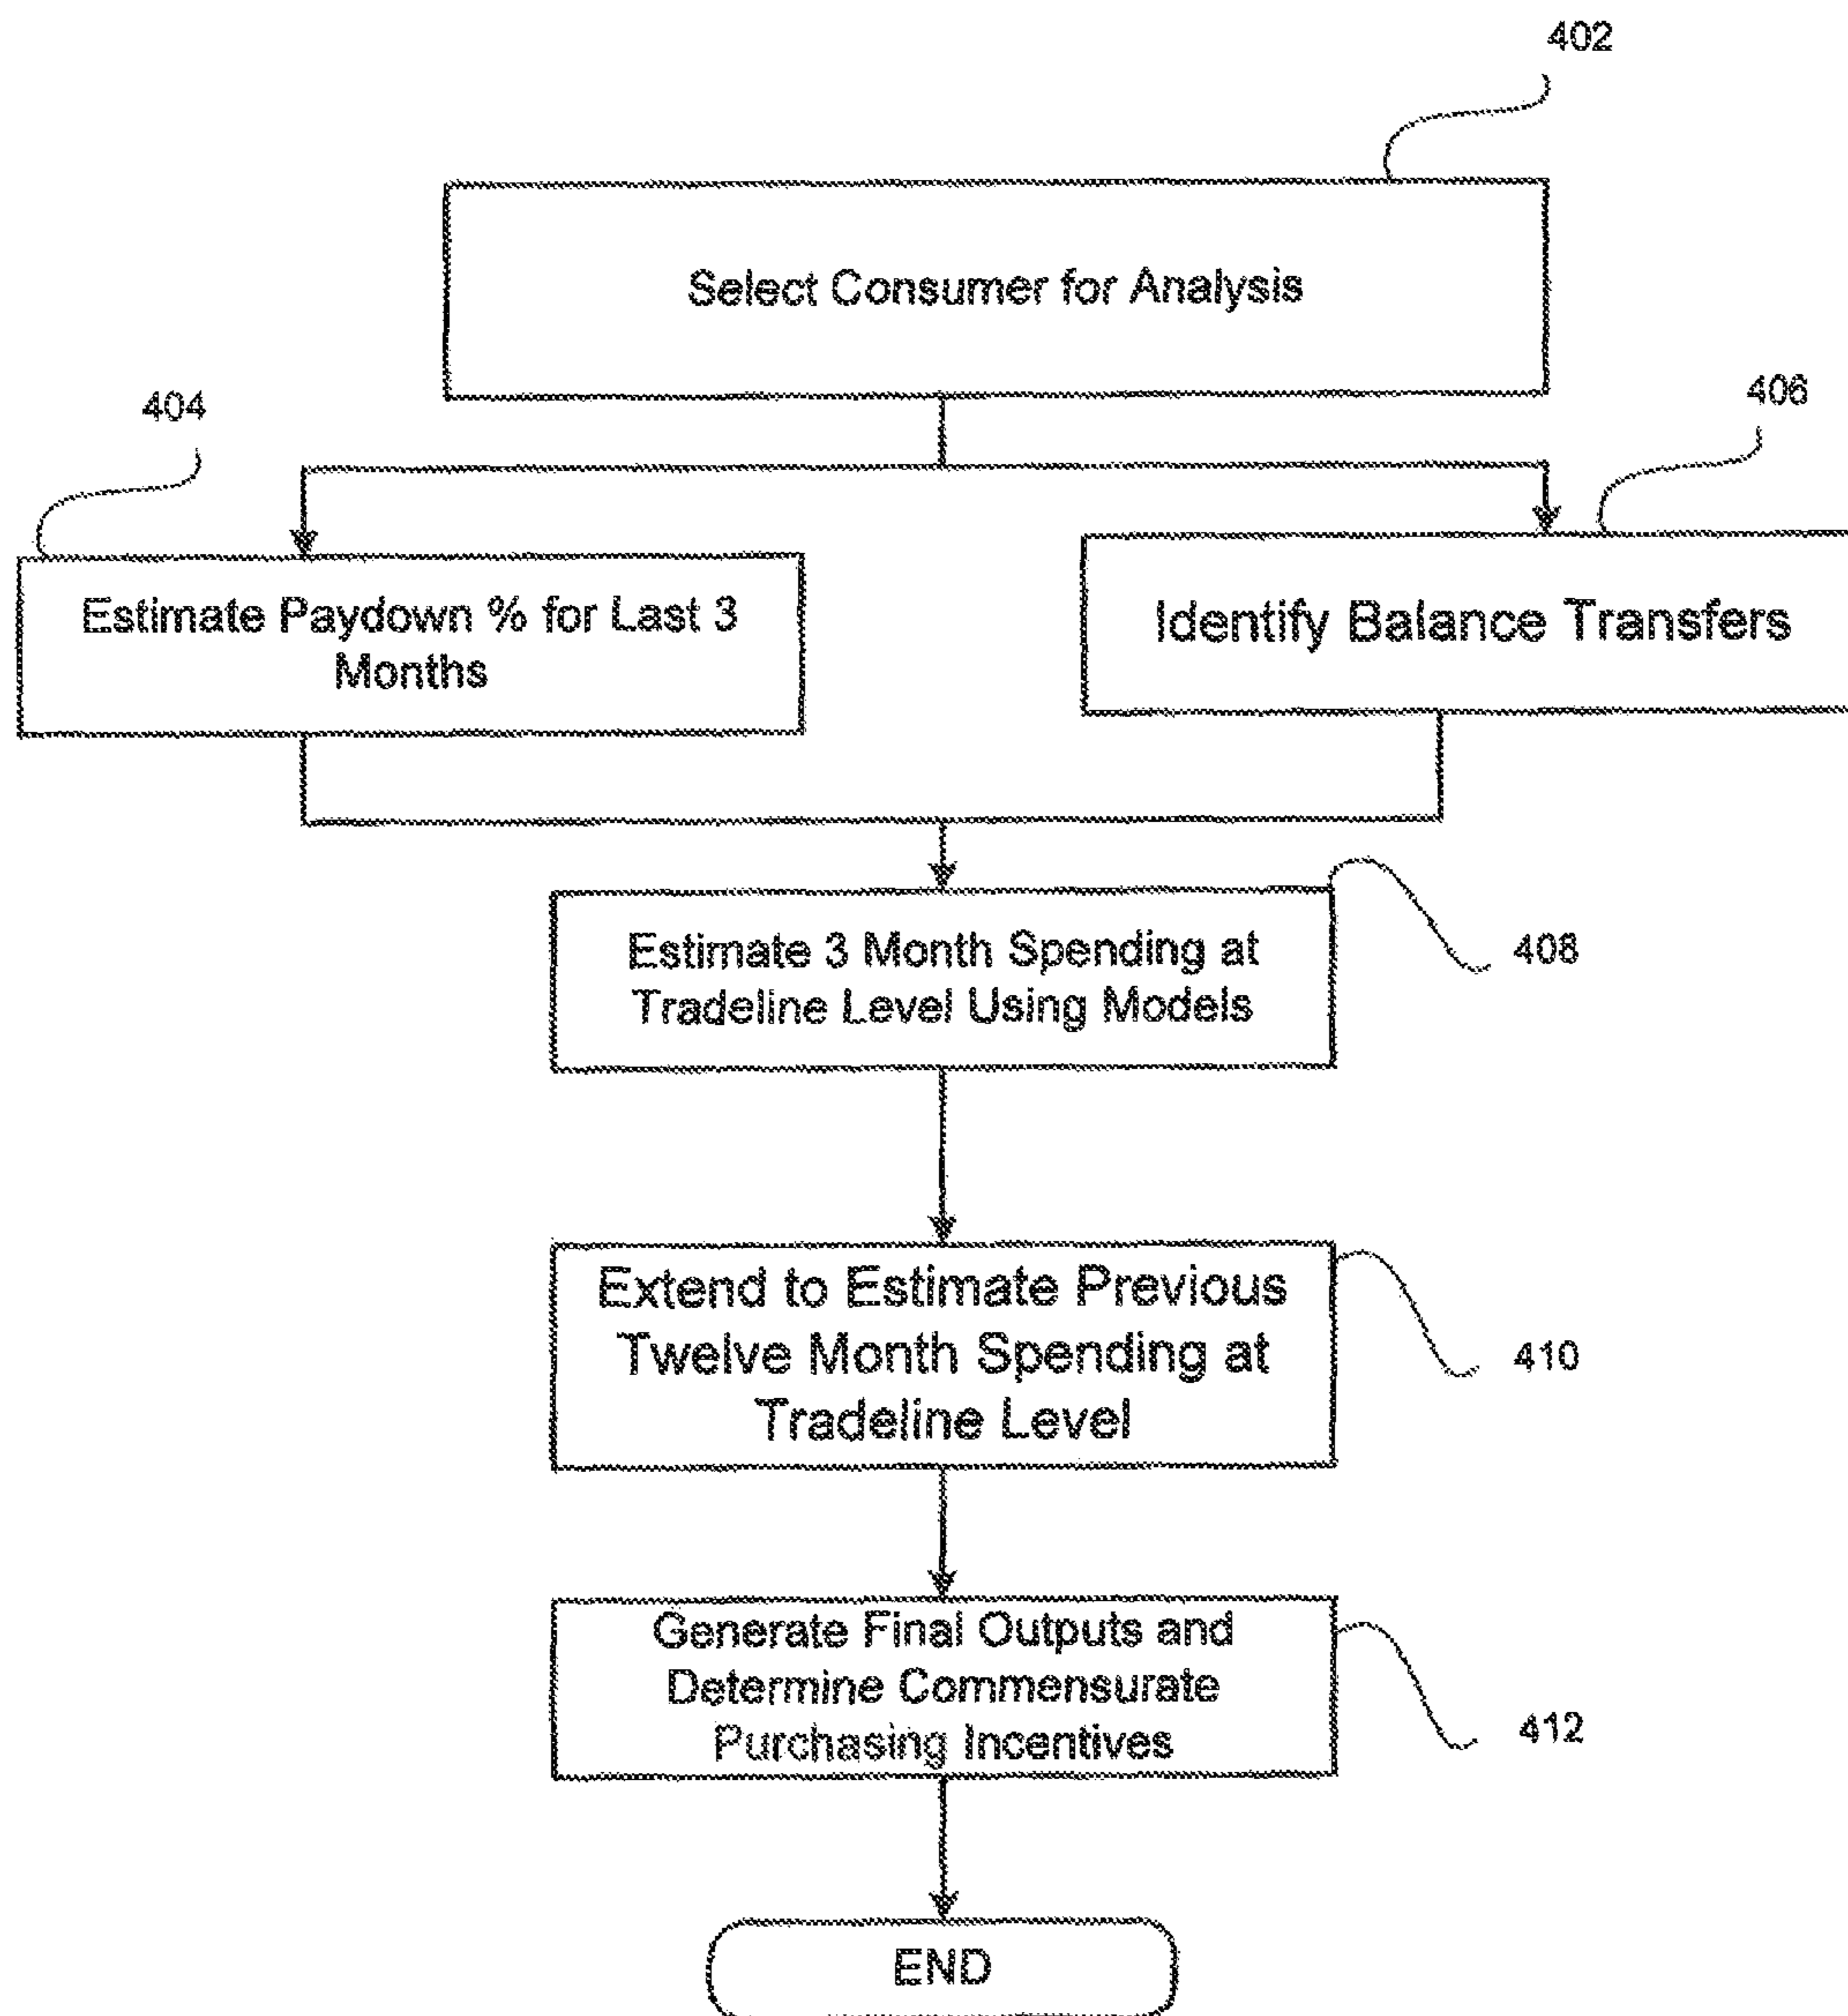 402
Select Consumer for Analysis
404
406
Estimate Paydown % for Last 3
Months
Identify Balance Transfers
Estimate 3 Month Spending at
Tradeline Level Using Models
408
Extend to Estimate Previous
Twelve Month Spending at
Tradeline Level
410
Generate Final Outputs and
Determine Commensurate
Purchasing Incentives
412
END